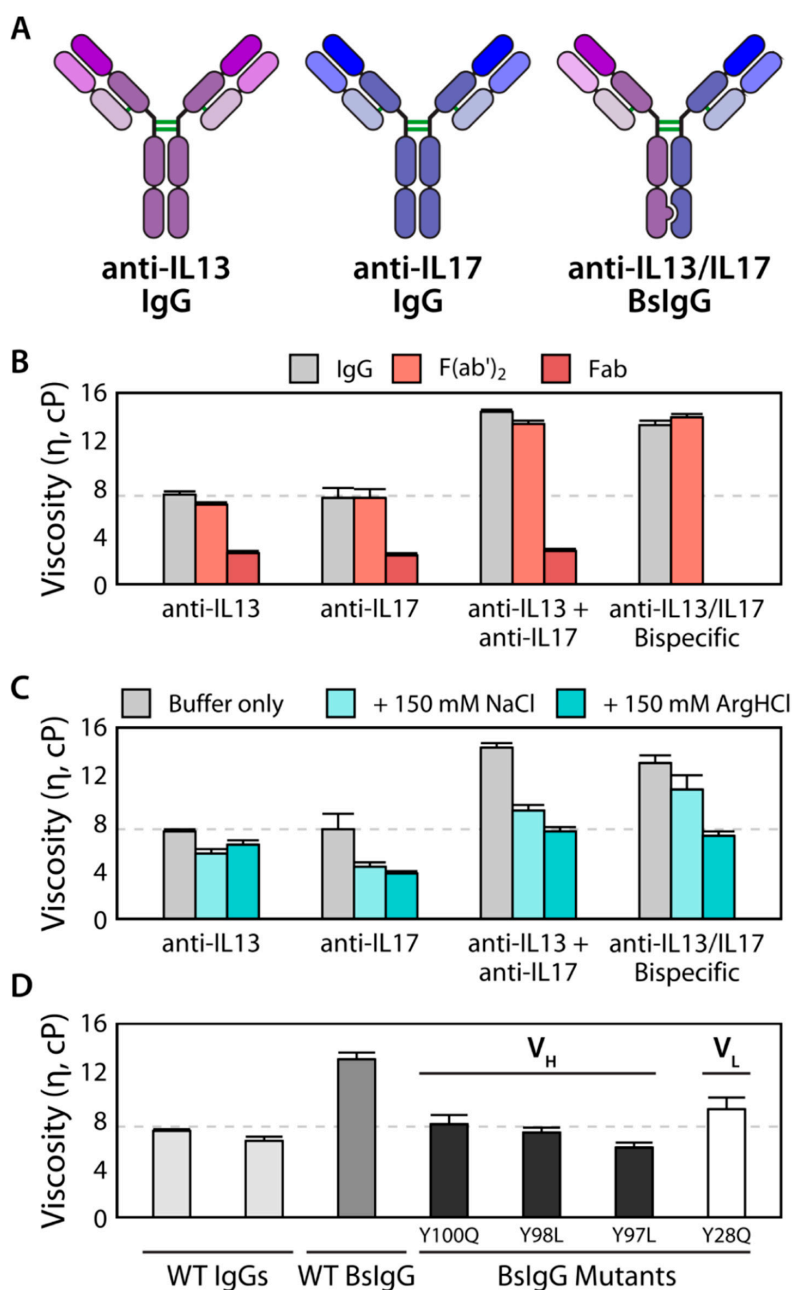 A
anti-IL13
IgG
anti-IL17
IgG
anti-IL13/IL17
BsIgG
B
IgG F(ab')₂ Fab
Viscosity (η, cP)
16
12
8
4
0
anti-IL13
anti-IL17
anti-IL13 +
anti-IL17
anti-IL13/IL17
Bispecific
C
Buffer only + 150 mM NaCl + 150 mM ArgHCl
Viscosity (η, cP)
16
12
8
4
0
anti-IL13
anti-IL17
anti-IL13 +
anti-IL17
anti-IL13/IL17
Bispecific
D
Viscosity (η, cP)
16
12
8
4
0
V_H
V_L
Y100Q Y98L Y97L Y28Q
WT IgGs WT BsIgG BsIgG Mutants